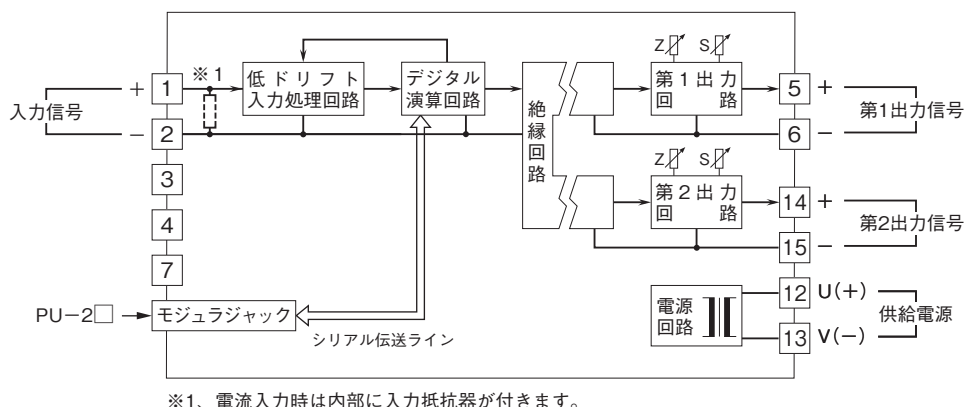 入力信号
+
−
1
2
3
4
7
※1
低ドリフト
入力処理回路
デジタル
演算回路
絶縁回路
Z
S
第1出力
回路
5
+
6
−
第1出力信号
Z
S
第2出力
回路
14
+
15
−
第2出力信号
電源
回路
12
U(+)
13
V(−)
供給電源
PU−2□
モジュラジャック
シリアル伝送ライン
※1、電流入力時は内部に入力抵抗器が付きます。